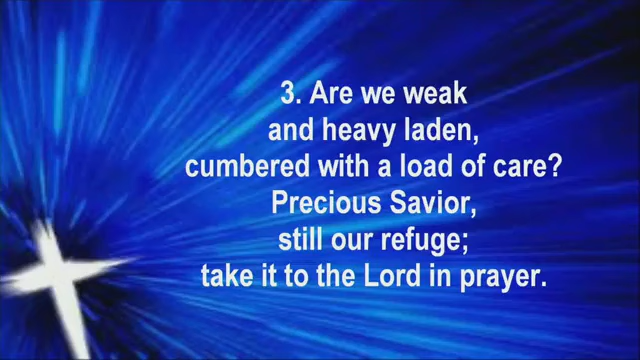 3. Are we weak
and heavy laden,
cumbered with a load of care?
Precious Savior,
still our refuge;
take it to the Lord in prayer.